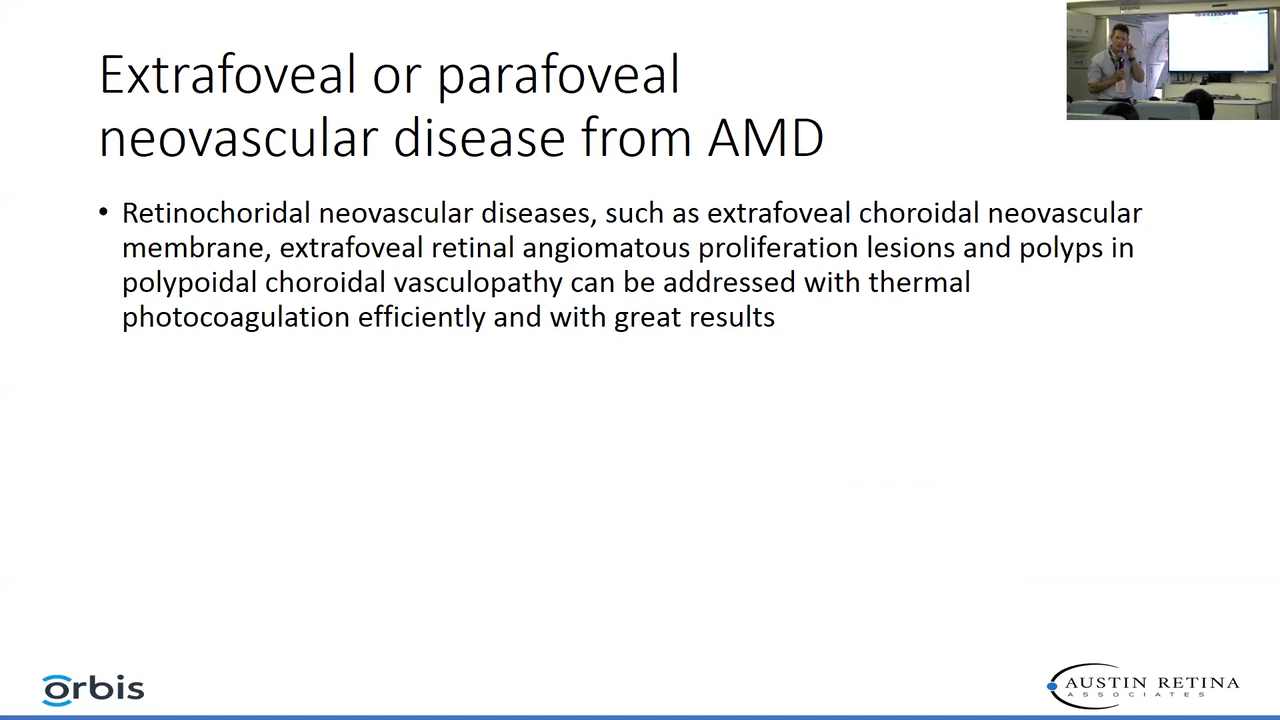 Extrafoveal or parafoveal
neovascular disease from AMD
• Retinochoridal neovascular diseases, such as extrafoveal choroidal neovascular
membrane, extrafoveal retinal angiomatous proliferation lesions and polyps in
polypoidal choroidal vasculopathy can be addressed with thermal
photocoagulation efficiently and with great results
orbis
AUSTIN RETINA
ASSOCIATES